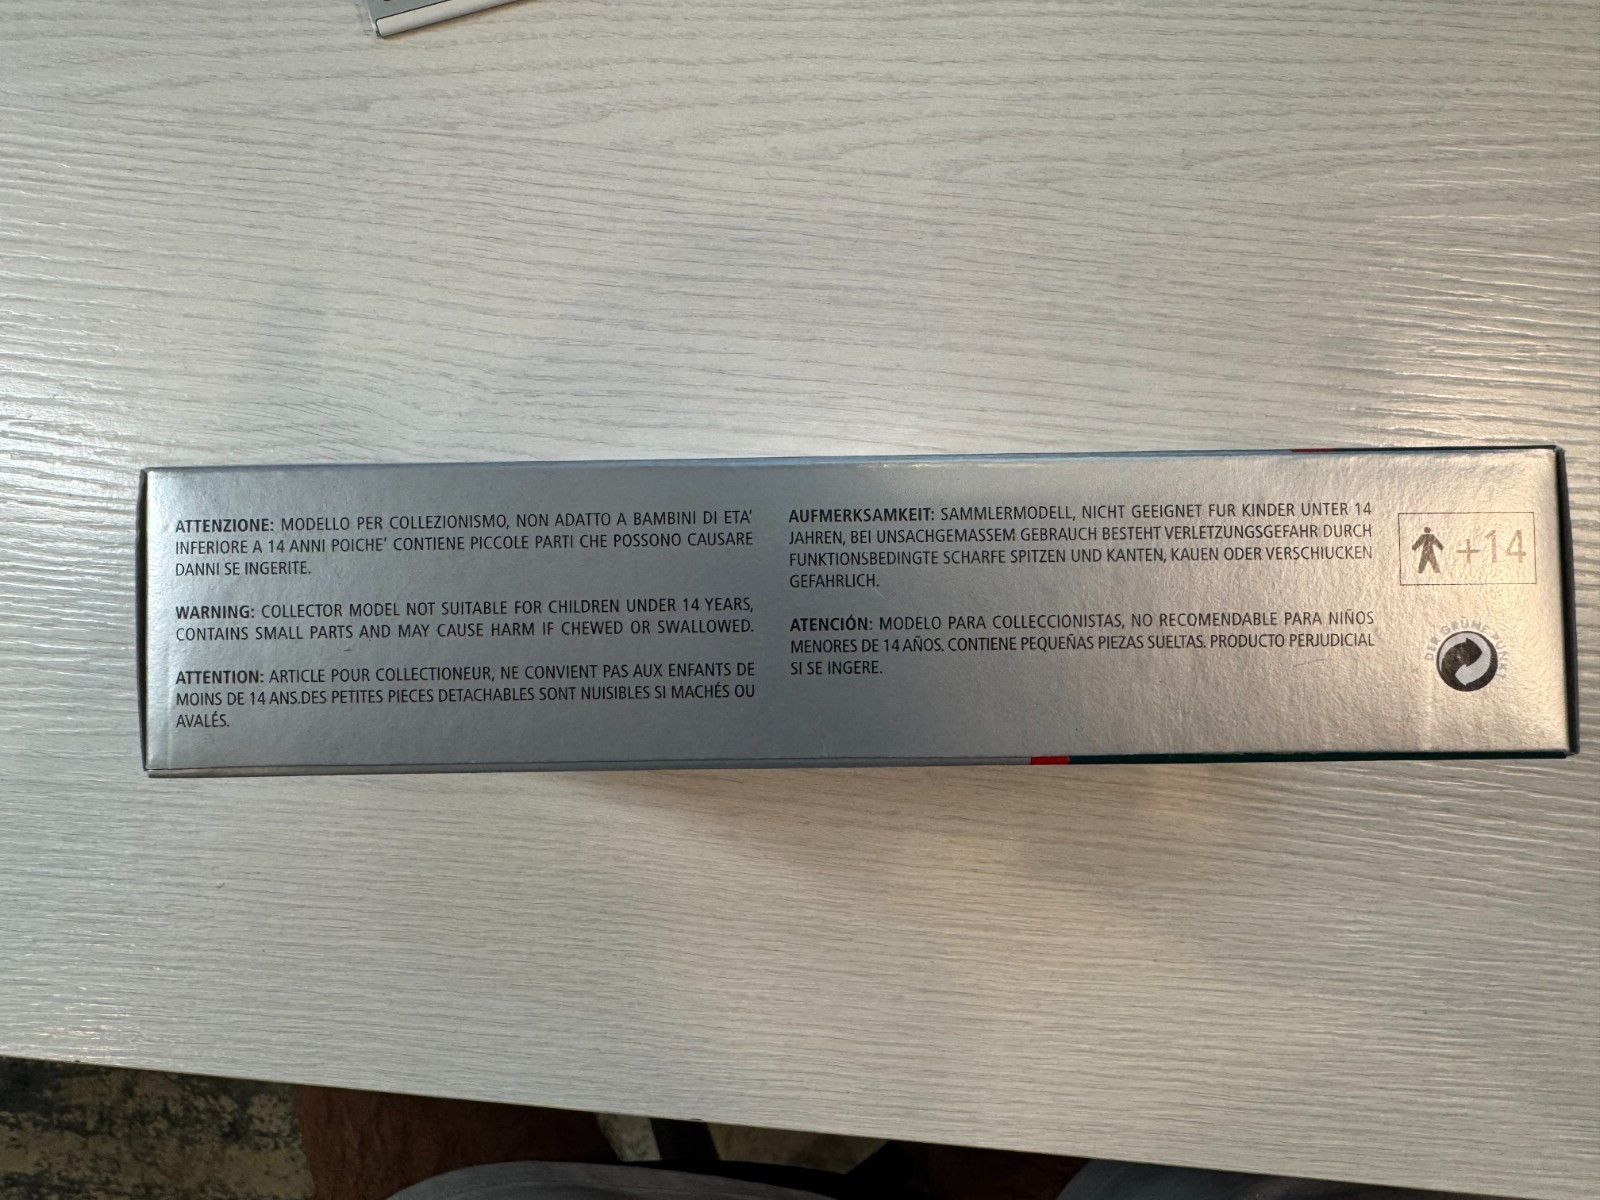 ATTENZIONE: MODELLO PER COLLEZIONISMO, NON ADATTO A BAMBINI DI ETA'
INFERIORE A 14 ANNI POICHE' CONTIENE PICCOLE PARTI CHE POSSONO CAUSARE
DANNI SE INGERITE.
WARNING: COLLECTOR MODEL NOT SUITABLE FOR CHILDREN UNDER 14 YEARS,
CONTAINS SMALL PARTS AND MAY CAUSE HARM IF CHEWED OR SWALLOWED.
ATTENTION: ARTICLE POUR COLLECTIONEUR, NE CONVIENT PAS AUX ENFANTS DE
MOINS DE 14 ANS.DES PETITES PIECES DETACHABLES SONT NUISIBLES SI MACHÉS OU
AVALÉS.
AUFMERKSAMKEIT: SAMMLERMODELL, NICHT GEEIGNET FUR KINDER UNTER 14
JAHREN, BEI UNSACHGEMASSEM GEBRAUCH BESTEHT VERLETZUNGSGEFAHR DURCH
FUNKTIONSBEDINGTE SCHARFE SPITZEN UND KANTEN, KAUEN ODER VERSCHIUCKEN
GEFAHRLICH.
ATENCIÓN: MODELO PARA COLLECCIONISTAS, NO RECOMENDABLE PARA NIÑOS
MENORES DE 14 AÑOS. CONTIENE PEQUEÑAS PIEZAS SUELTAS. PRODUCTO PERJUDICIAL
SI SE INGERE.
+14
DER GRÜNE PUNKT